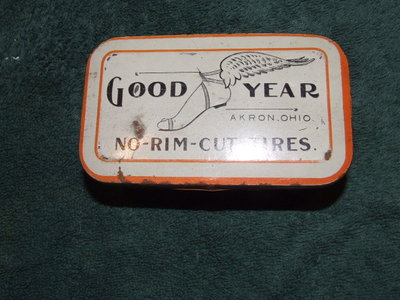 GOOD YEAR
AKRON, OHIO
NO-RIM-CUT TIRES.